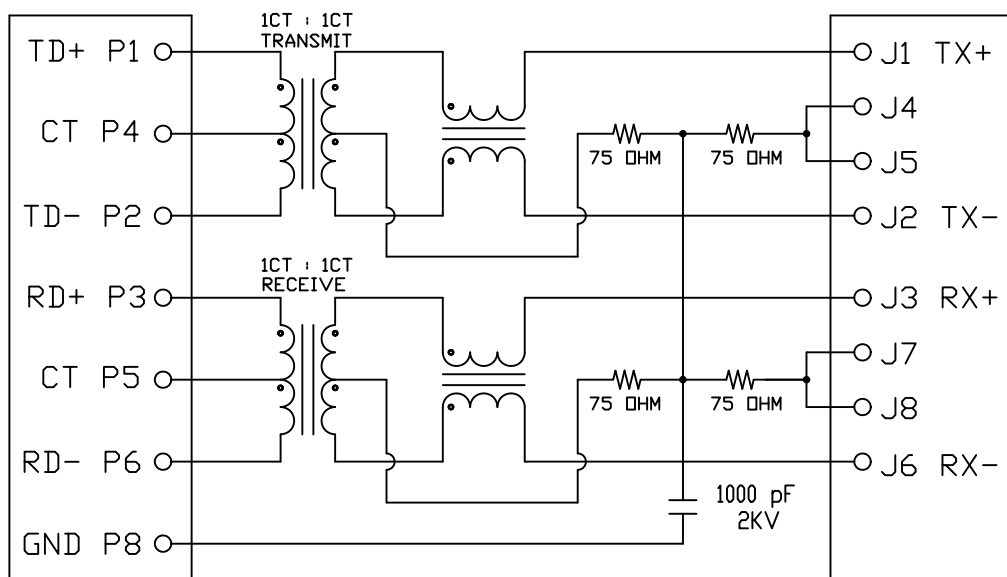 1CT : 1CT
TRANSMIT
TD+ P1
J1 TX+
J4
CT P4
75 OHM
75 OHM
J5
TD- P2
J2 TX-
1CT : 1CT
RECEIVE
RD+ P3
J3 RX+
J7
CT P5
75 OHM
75 OHM
J8
RD- P6
J6 RX-
1000 pF
2KV
GND P8